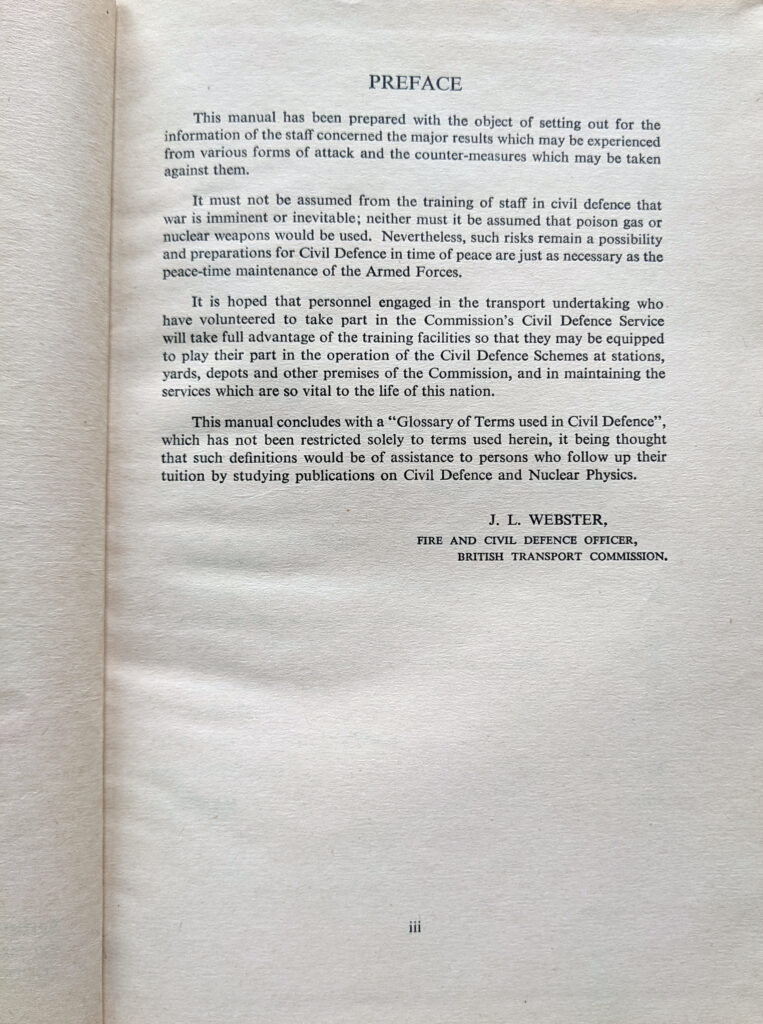 PREFACE
This manual has been prepared with the object of setting out for the
information of the staff concerned the major results which may be experienced
from various forms of attack and the counter-measures which may be taken
against them.
It must not be assumed from the training of staff in civil defence that
war is imminent or inevitable; neither must it be assumed that poison gas or
nuclear weapons would be used. Nevertheless, such risks remain a possibility
and preparations for Civil Defence in time of peace are just as necessary as the
peace-time maintenance of the Armed Forces.
It is hoped that personnel engaged in the transport undertaking who
have volunteered to take part in the Commission's Civil Defence Service
will take full advantage of the training facilities so that they may be equipped
to play their part in the operation of the Civil Defence Schemes at stations,
yards, depots and other premises of the Commission, and in maintaining the
services which are so vital to the life of this nation.
This manual concludes with a “Glossary of Terms used in Civil Defence”,
which has not been restricted solely to terms used herein, it being thought
that such definitions would be of assistance to persons who follow up their
tuition by studying publications on Civil Defence and Nuclear Physics.
J. L. WEBSTER,
FIRE AND CIVIL DEFENCE OFFICER,
BRITISH TRANSPORT COMMISSION.
iii